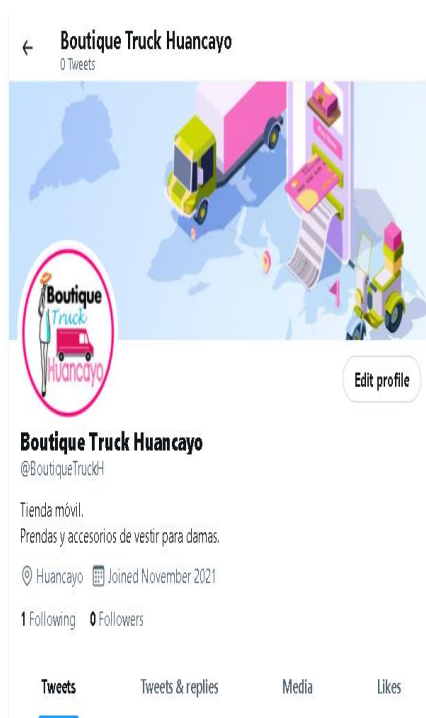 Boutique Truck Huancayo
0 Tweets
Boutique
Truck
Huancayo
Edit profile
Boutique Truck Huancayo
@BoutiqueTruckH
Tienda móvil.
Prendas y accesorios de vestir para damas.
Huancayo Joined November 2021
1 Following 0 Followers
Tweets Tweets & replies Media Likes